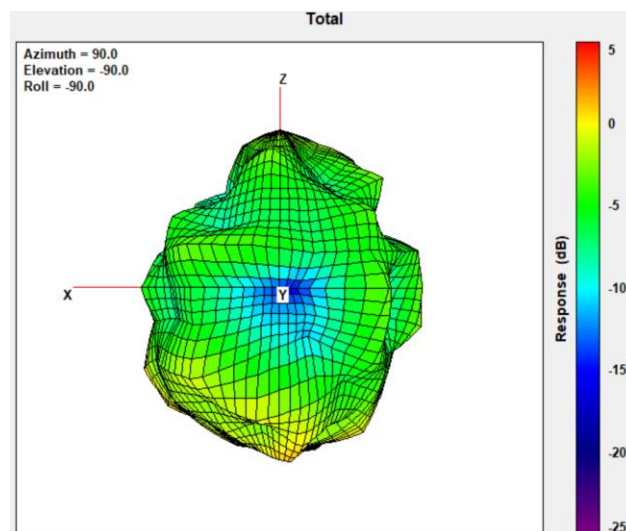 Total
Azimuth = 90.0
Elevation = -90.0
Roll = -90.0
Z
X
Y
5
0
-5
-10
-15
-20
-25
Response (dB)